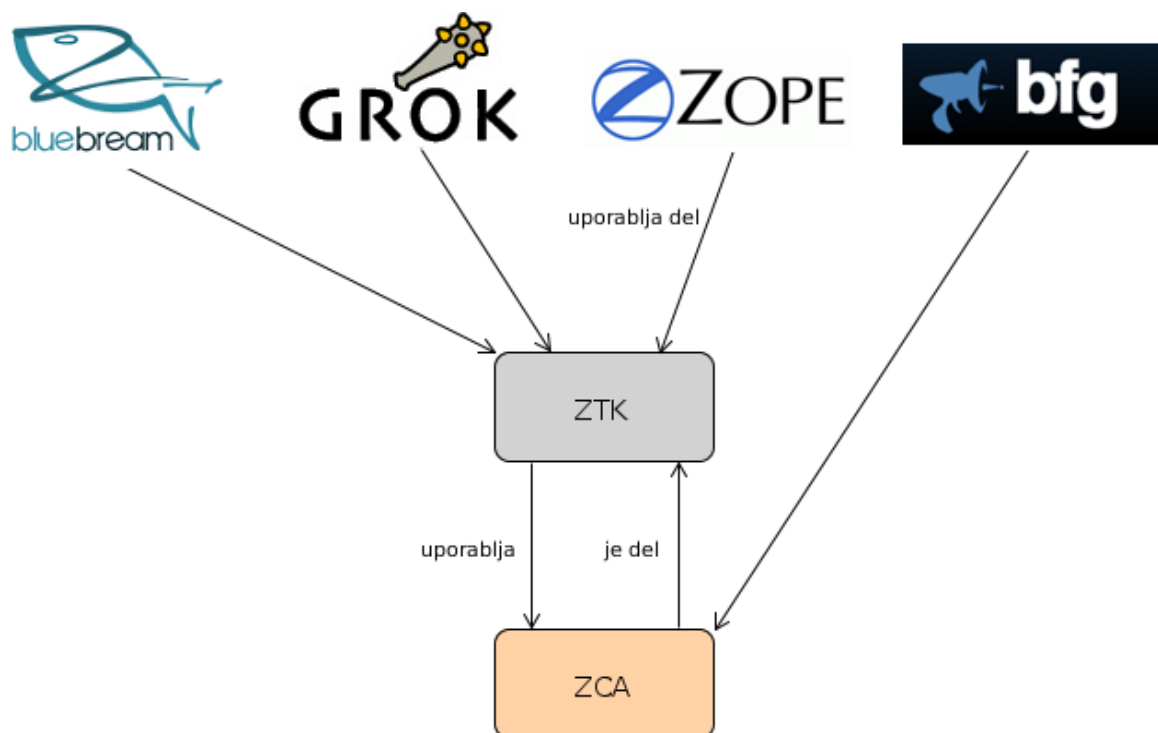 bluebream
GROK
ZOPE
bfg
uporablja del
ZTK
uporablja
je del
ZCA